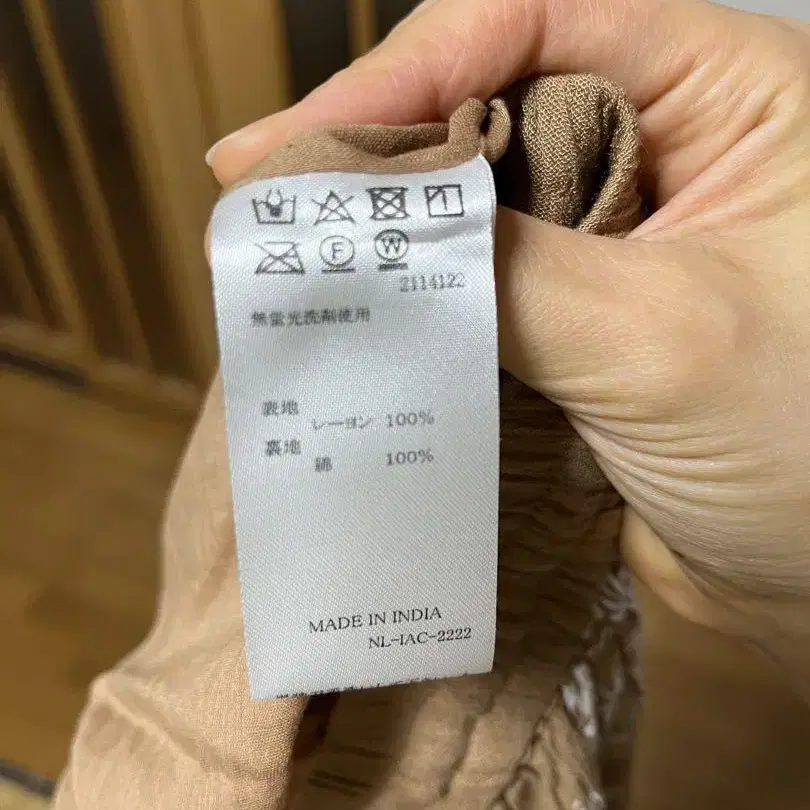 F W
2114122
無蛍光洗剤使用
表地 レーヨン 100%
裏地 綿 100%
MADE IN INDIA
NL-IAC-2222